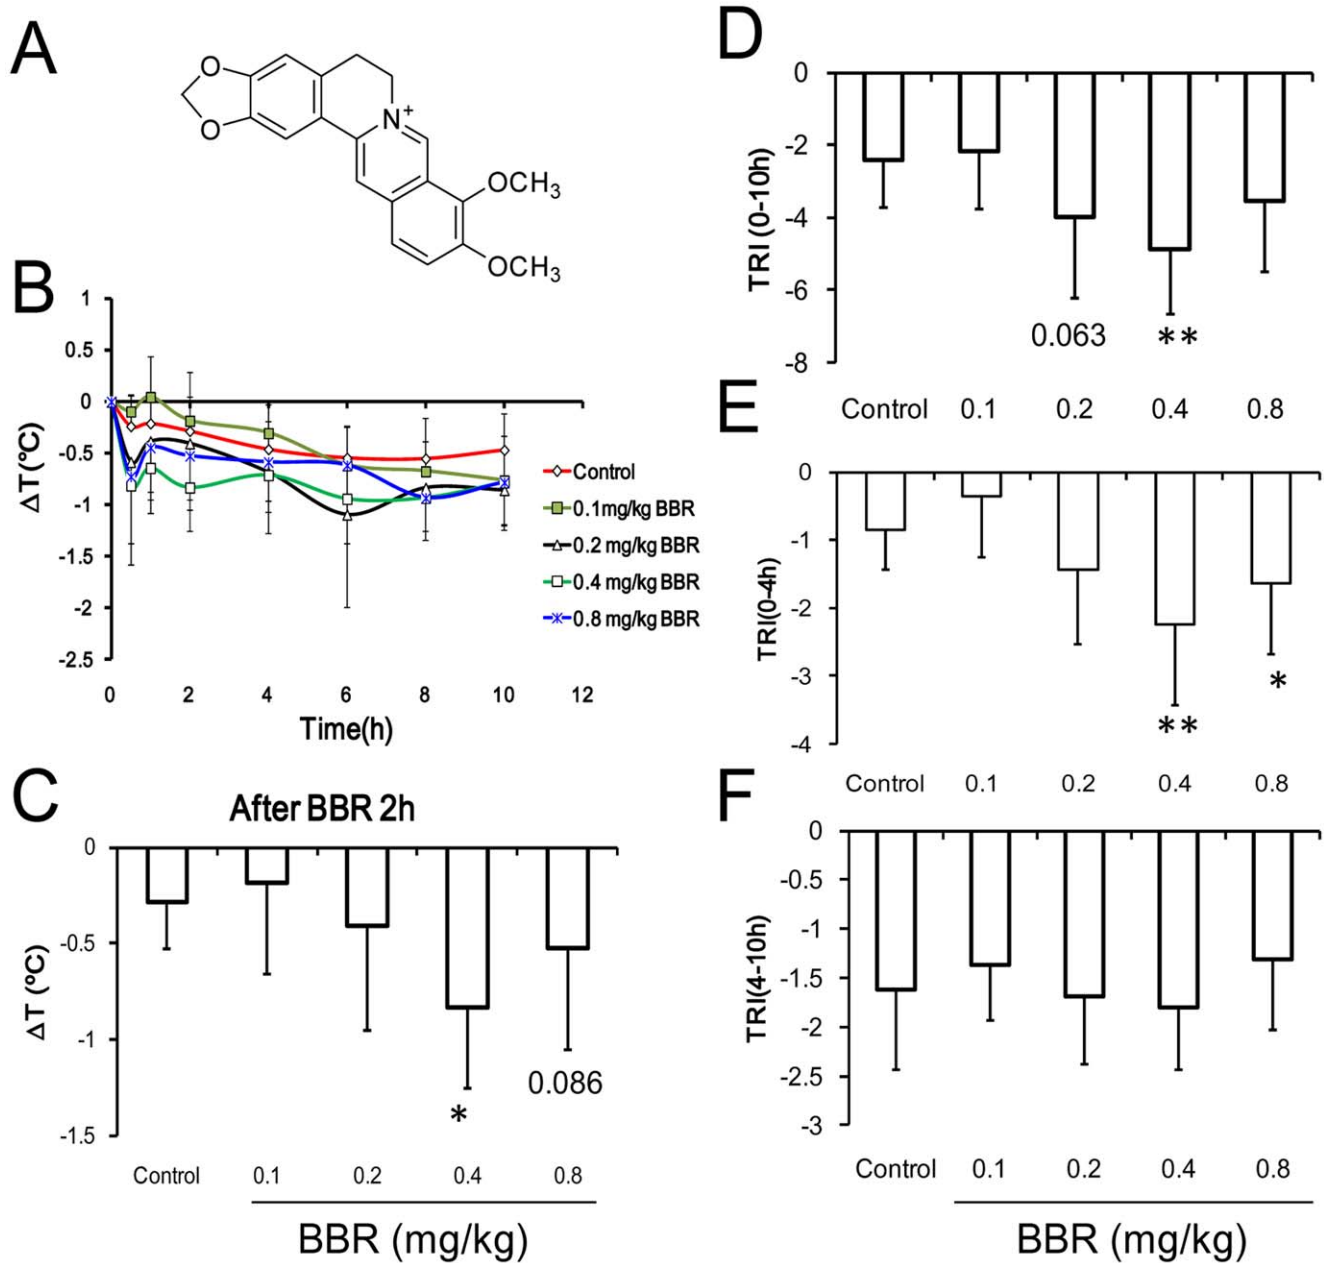 A
O
O
N+
OCH3
OCH3
B
1
0.5
0
-0.5
-1
-1.5
-2
-2.5
ΔT (°C)
0 2 4 6 8 10 12
Time(h)
Control
0.1mg/kg BBR
0.2 mg/kg BBR
0.4 mg/kg BBR
0.8 mg/kg BBR
C
After BBR 2h
0
-0.5
-1
-1.5
ΔT (°C)
*
0.086
Control 0.1 0.2 0.4 0.8
BBR (mg/kg)
D
0
-2
-4
-6
-8
TRI (0-10h)
0.063
**
Control 0.1 0.2 0.4 0.8
E
0
-1
-2
-3
-4
TRI(0-4h)
**
*
Control 0.1 0.2 0.4 0.8
F
0
-0.5
-1
-1.5
-2
-2.5
-3
TRI(4-10h)
Control 0.1 0.2 0.4 0.8
BBR (mg/kg)